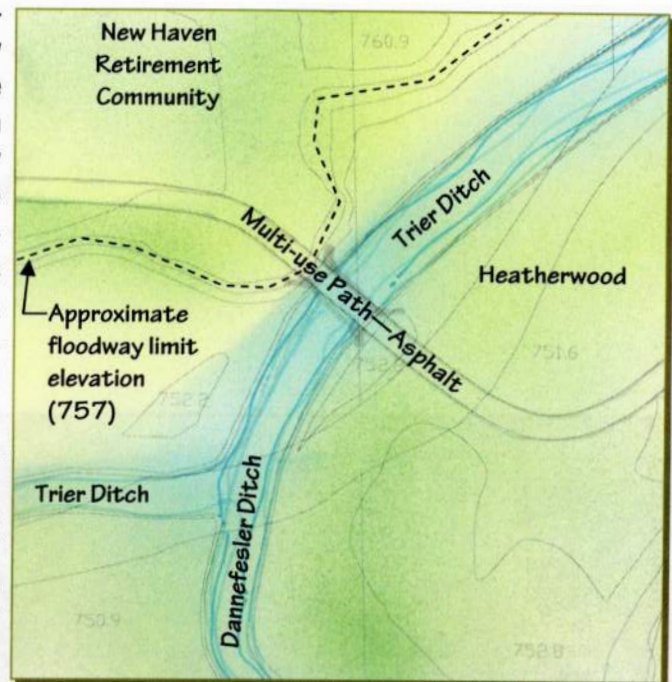 New Haven
Retirement
Community
760.9
Trier Ditch
Multi-use Path—Asphalt
Heatherwood
Approximate
floodway limit
elevation
(757)
751.6
752.2
Trier Ditch
Dannefesler Ditch
750.9
752.8